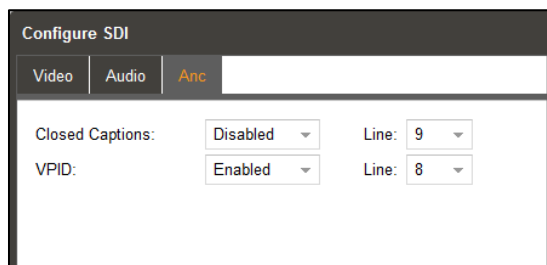 Configure SDI
Video Audio Anc
Closed Captions: Disabled Line: 9
VPID: Enabled Line: 8